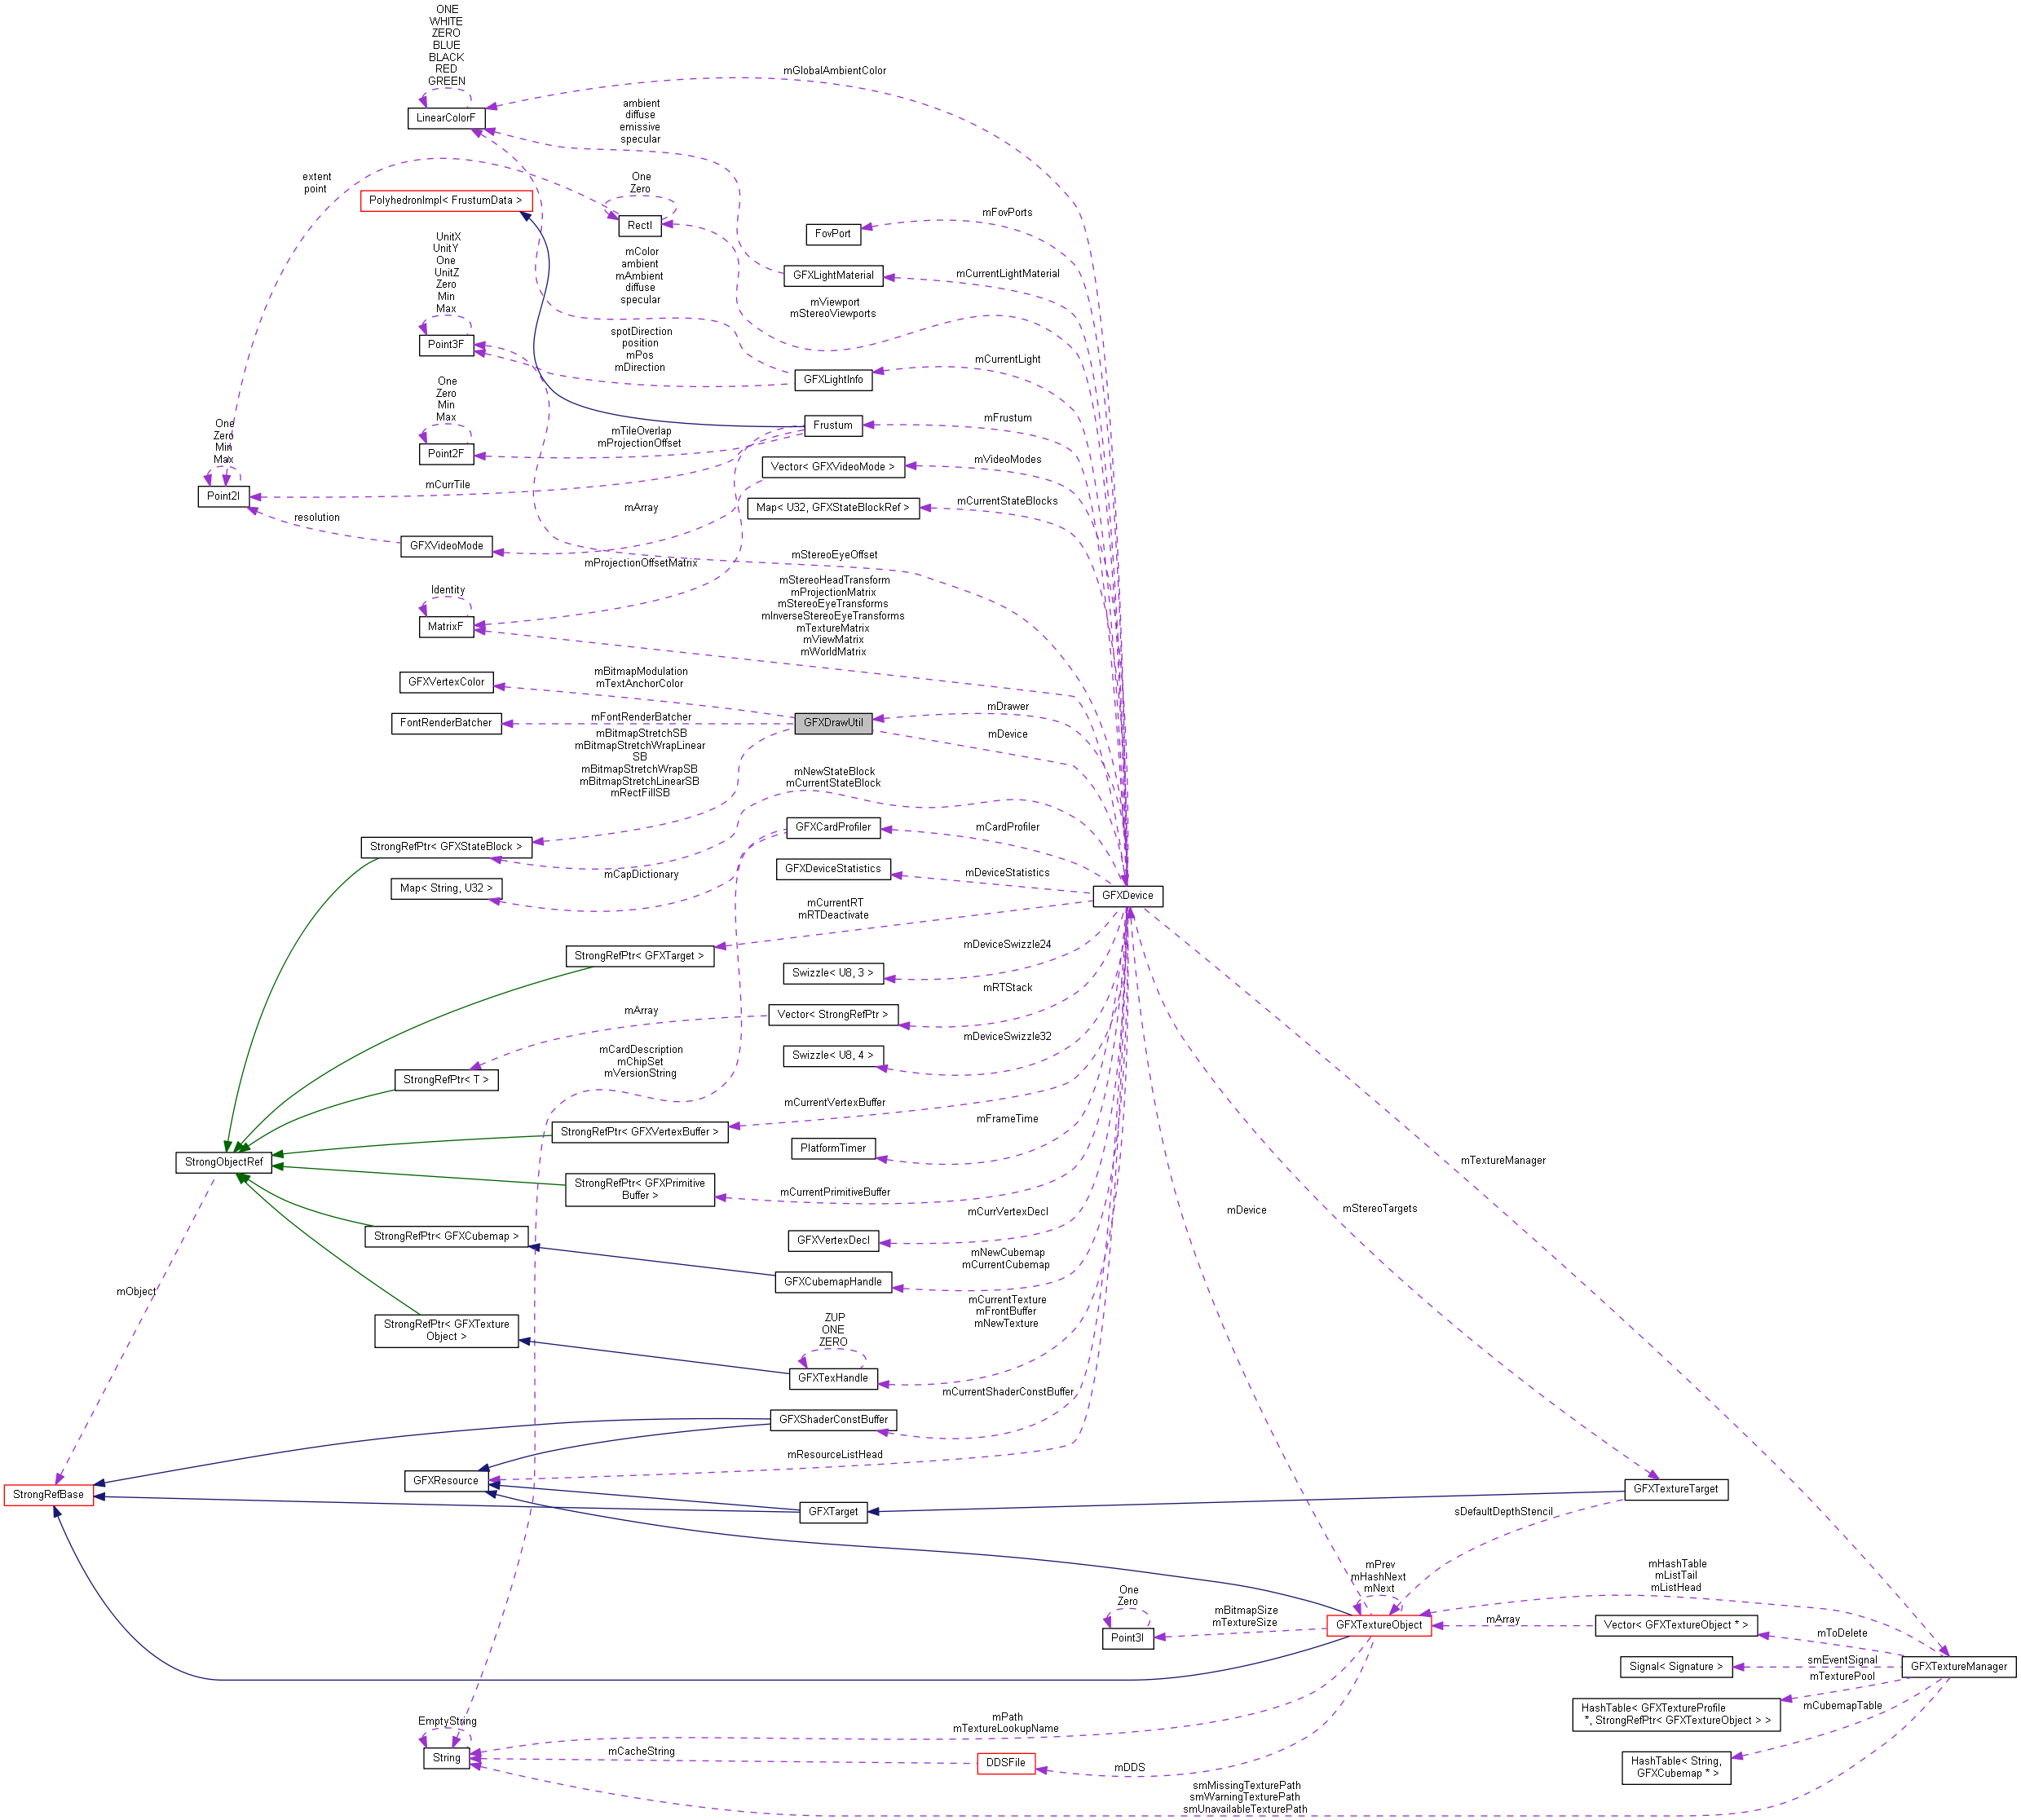 ONE
WHITE
ZERO
BLUE
BLACK
RED
GREEN
LinearColorF
mGlobalAmbientColor
ambient
diffuse
emissive
specular
extent
point
PolyhedronImpl< FrustumData >
One
Zero
RectI
mFovPorts
FovPort
UnitX
UnitY
One
UnitZ
Zero
Min
Max
Point3F
mColor
ambient
mAmbient
diffuse
specular
GFXLightMaterial
mCurrentLightMaterial
mViewport
mStereoViewports
spotDirection
position
mPos
mDirection
GFXLightInfo
mCurrentLight
One
Zero
Min
Max
Point2F
mTileOverlap
mProjectionOffset
Frustum
mFrustum
One
Zero
Min
Max
Point2I
mCurrTile
Vector< GFXVideoMode >
mVideoModes
resolution
mArray
Map< U32, GFXStateBlockRef >
mCurrentStateBlocks
GFXVideoMode
mProjectionOffsetMatrix
mStereoEyeOffset
Identity
MatrixF
mStereoHeadTransform
mProjectionMatrix
mStereoEyeTransforms
mInverseStereoEyeTransforms
mTextureMatrix
mViewMatrix
mWorldMatrix
GFXVertexColor
mBitmapModulation
mTextAnchorColor
FontRenderBatcher
mFontRenderBatcher
GFXDrawUtil
mDrawer
mDevice
mBitmapStretchSB
mBitmapStretchWrapLinear
SB
mBitmapStretchWrapSB
mBitmapStretchLinearSB
mRectFillSB
mNewStateBlock
mCurrentStateBlock
StrongRefPtr< GFXStateBlock >
GFXCardProfiler
mCardProfiler
Map< String, U32 >
mCapDictionary
GFXDeviceStatistics
mDeviceStatistics
GFXDevice
mCurrentRT
mRTDeactivate
StrongRefPtr< GFXTarget >
mDeviceSwizzle24
Swizzle< U8, 3 >
mRTStack
mArray
Vector< StrongRefPtr >
mDeviceSwizzle32
Swizzle< U8, 4 >
mCardDescription
mChipSet
mVersionString
StrongRefPtr< T >
mCurrentVertexBuffer
StrongRefPtr< GFXVertexBuffer >
mFrameTime
PlatformTimer
StrongObjectRef
StrongRefPtr< GFXPrimitive
Buffer >
mCurrentPrimitiveBuffer
mTextureManager
mDevice
mStereoTargets
mCurrVertexDecl
GFXVertexDecl
StrongRefPtr< GFXCubemap >
mNewCubemap
mCurrentCubemap
GFXCubemapHandle
mObject
mCurrentTexture
mFrontBuffer
mNewTexture
StrongRefPtr< GFXTexture
Object >
ZUP
ONE
ZERO
GFXTexHandle
mCurrentShaderConstBuffer
GFXShaderConstBuffer
mResourceListHead
GFXResource
StrongRefBase
GFXTarget
GFXTextureTarget
sDefaultDepthStencil
mPrev
mHashNext
mNext
mHashTable
mListTail
mListHead
One
Zero
Point3I
mBitmapSize
mTextureSize
GFXTextureObject
mArray
Vector< GFXTextureObject * >
mToDelete
Signal< Signature >
smEventSignal
GFXTextureManager
mTexturePool
HashTable< GFXTextureProfile
*, StrongRefPtr< GFXTextureObject > >
mCubemapTable
EmptyString
String
mPath
mTextureLookupName
mCacheString
DDSFile
mDDS
HashTable< String,
GFXCubemap * >
smMissingTexturePath
smWarningTexturePath
smUnavailableTexturePath